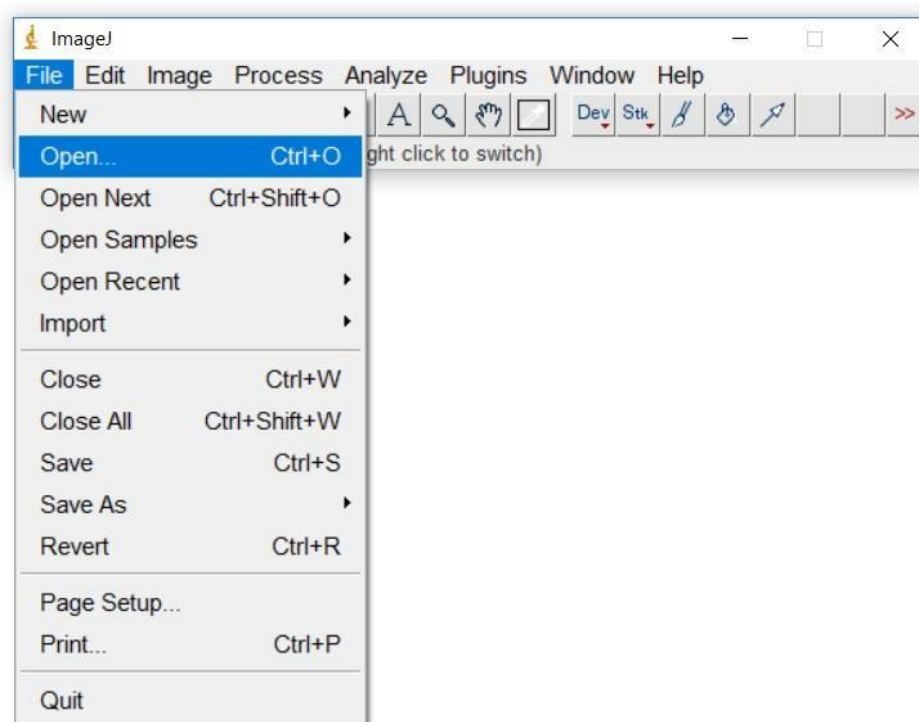 ImageJ
File Edit Image Process Analyze Plugins Window Help
A Dev Stk >>
ght click to switch)
New
Open... Ctrl+O
Open Next Ctrl+Shift+O
Open Samples
Open Recent
Import
Close Ctrl+W
Close All Ctrl+Shift+W
Save Ctrl+S
Save As
Revert Ctrl+R
Page Setup...
Print... Ctrl+P
Quit